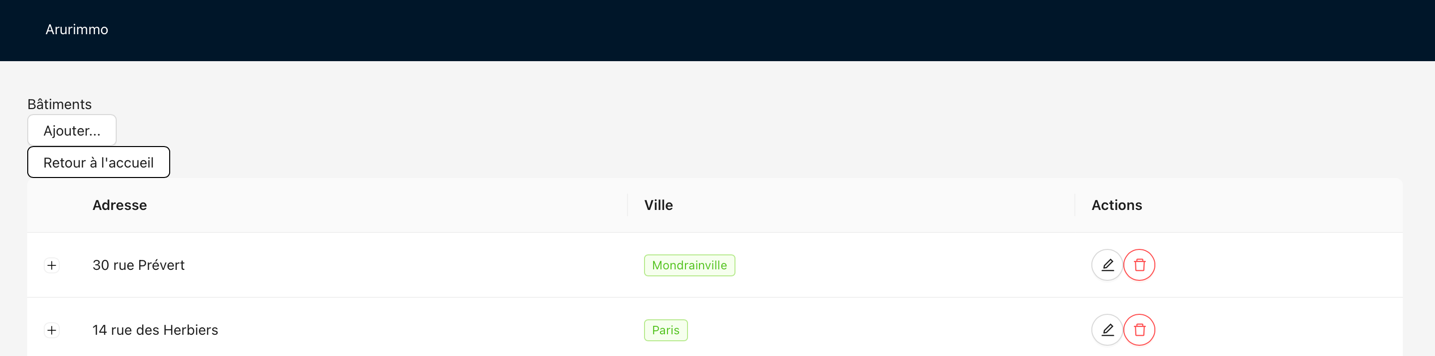 Arurimmo
Bâtiments
Ajouter...
Retour à l'accueil
Adresse Ville Actions
30 rue Prévert Mondrainville
14 rue des Herbiers Paris